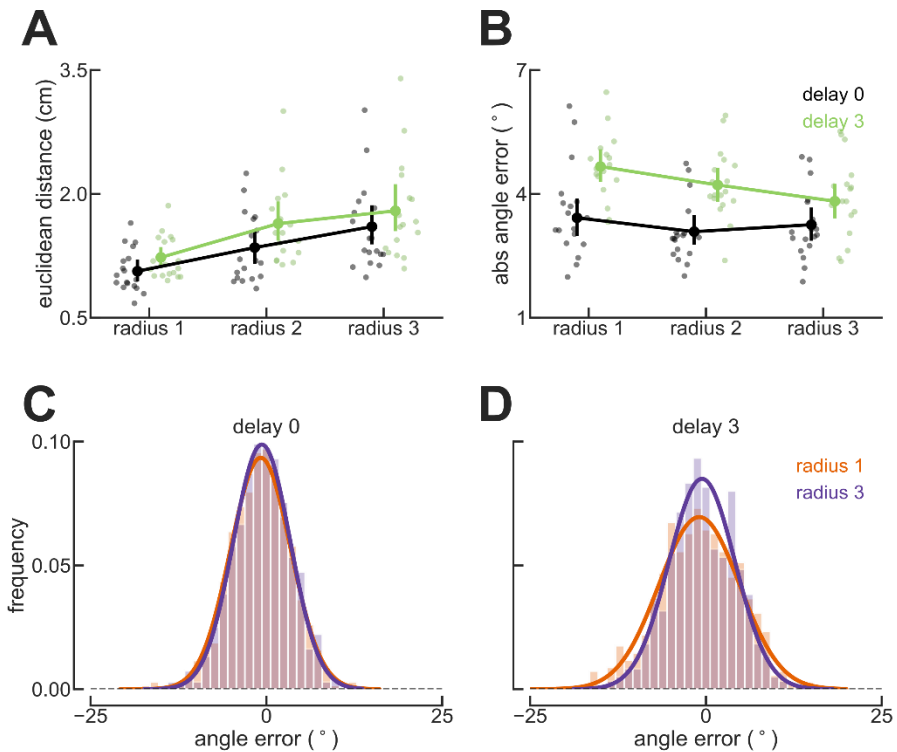 A
B
3.5
2.0
0.5
euclidean distance (cm)
radius 1
radius 2
radius 3
7
4
1
abs angle error (°)
delay 0
delay 3
radius 1
radius 2
radius 3
C
D
delay 0
delay 3
0.10
0.05
0.00
frequency
radius 1
radius 3
−25
0
25
angle error (°)
−25
0
25
angle error (°)